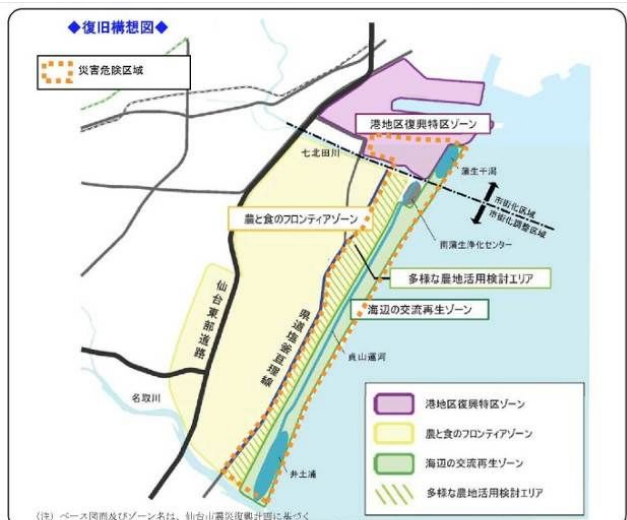 ◆復旧構想図◆
災害危険区域
港地区復興特区ゾーン
七北田川
蒲生干潟
市街化区域
市街化調整区域
農と食のフロンティアゾーン
南蒲生浄化センター
多様な農地活用検討エリア
仙台東部道路
海辺の交流再生ゾーン
県道塩釜亘理線
貞山運河
名取川
井土浦
港地区復興特区ゾーン
農と食のフロンティアゾーン
海辺の交流再生ゾーン
多様な農地活用検討エリア
(注) ベース図面及びゾーン名は、仙台市震災復興計画に基づく